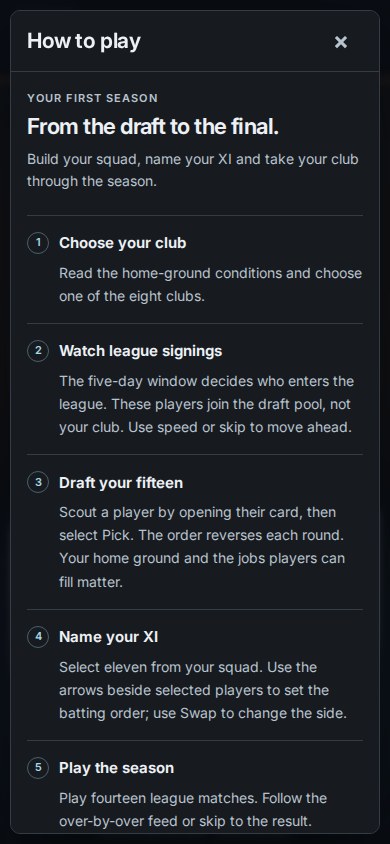 How to play
×
YOUR FIRST SEASON
From the draft to the final.
Build your squad, name your XI and take your club
through the season.
1 Choose your club
Read the home-ground conditions and choose
one of the eight clubs.
2 Watch league signings
The five-day window decides who enters the
league. These players join the draft pool, not
your club. Use speed or skip to move ahead.
3 Draft your fifteen
Scout a player by opening their card, then
select Pick. The order reverses each round.
Your home ground and the jobs players can
fill matter.
4 Name your XI
Select eleven from your squad. Use the
arrows beside selected players to set the
batting order; use Swap to change the side.
5 Play the season
Play fourteen league matches. Follow the
over-by-over feed or skip to the result.